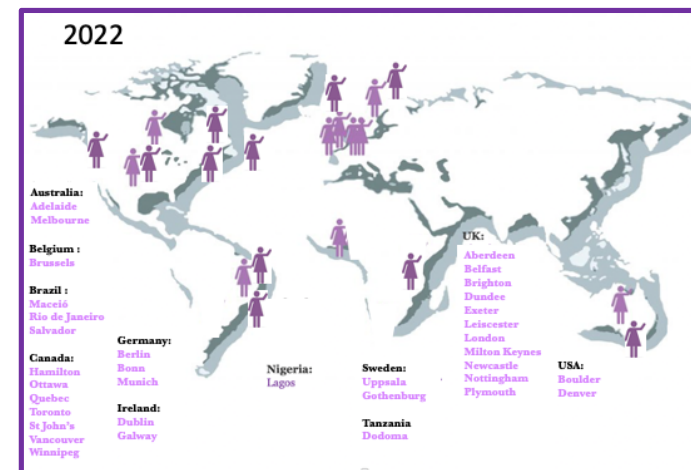 2022
Australia:
Adelaide
Melbourne
Belgium :
Brussels
Brazil :
Maceió
Rio de Janeiro
Salvador
Canada:
Hamilton
Ottawa
Quebec
Toronto
St John's
Vancouver
Winnipeg
Germany:
Berlin
Bonn
Munich
Ireland:
Dublin
Galway
Nigeria:
Lagos
Sweden:
Uppsala
Gothenburg
Tanzania
Dodoma
UK:
Aberdeen
Belfast
Brighton
Dundee
Exeter
Leiscester
London
Milton Keynes
Newcastle
Nottingham
Plymouth
USA:
Boulder
Denver